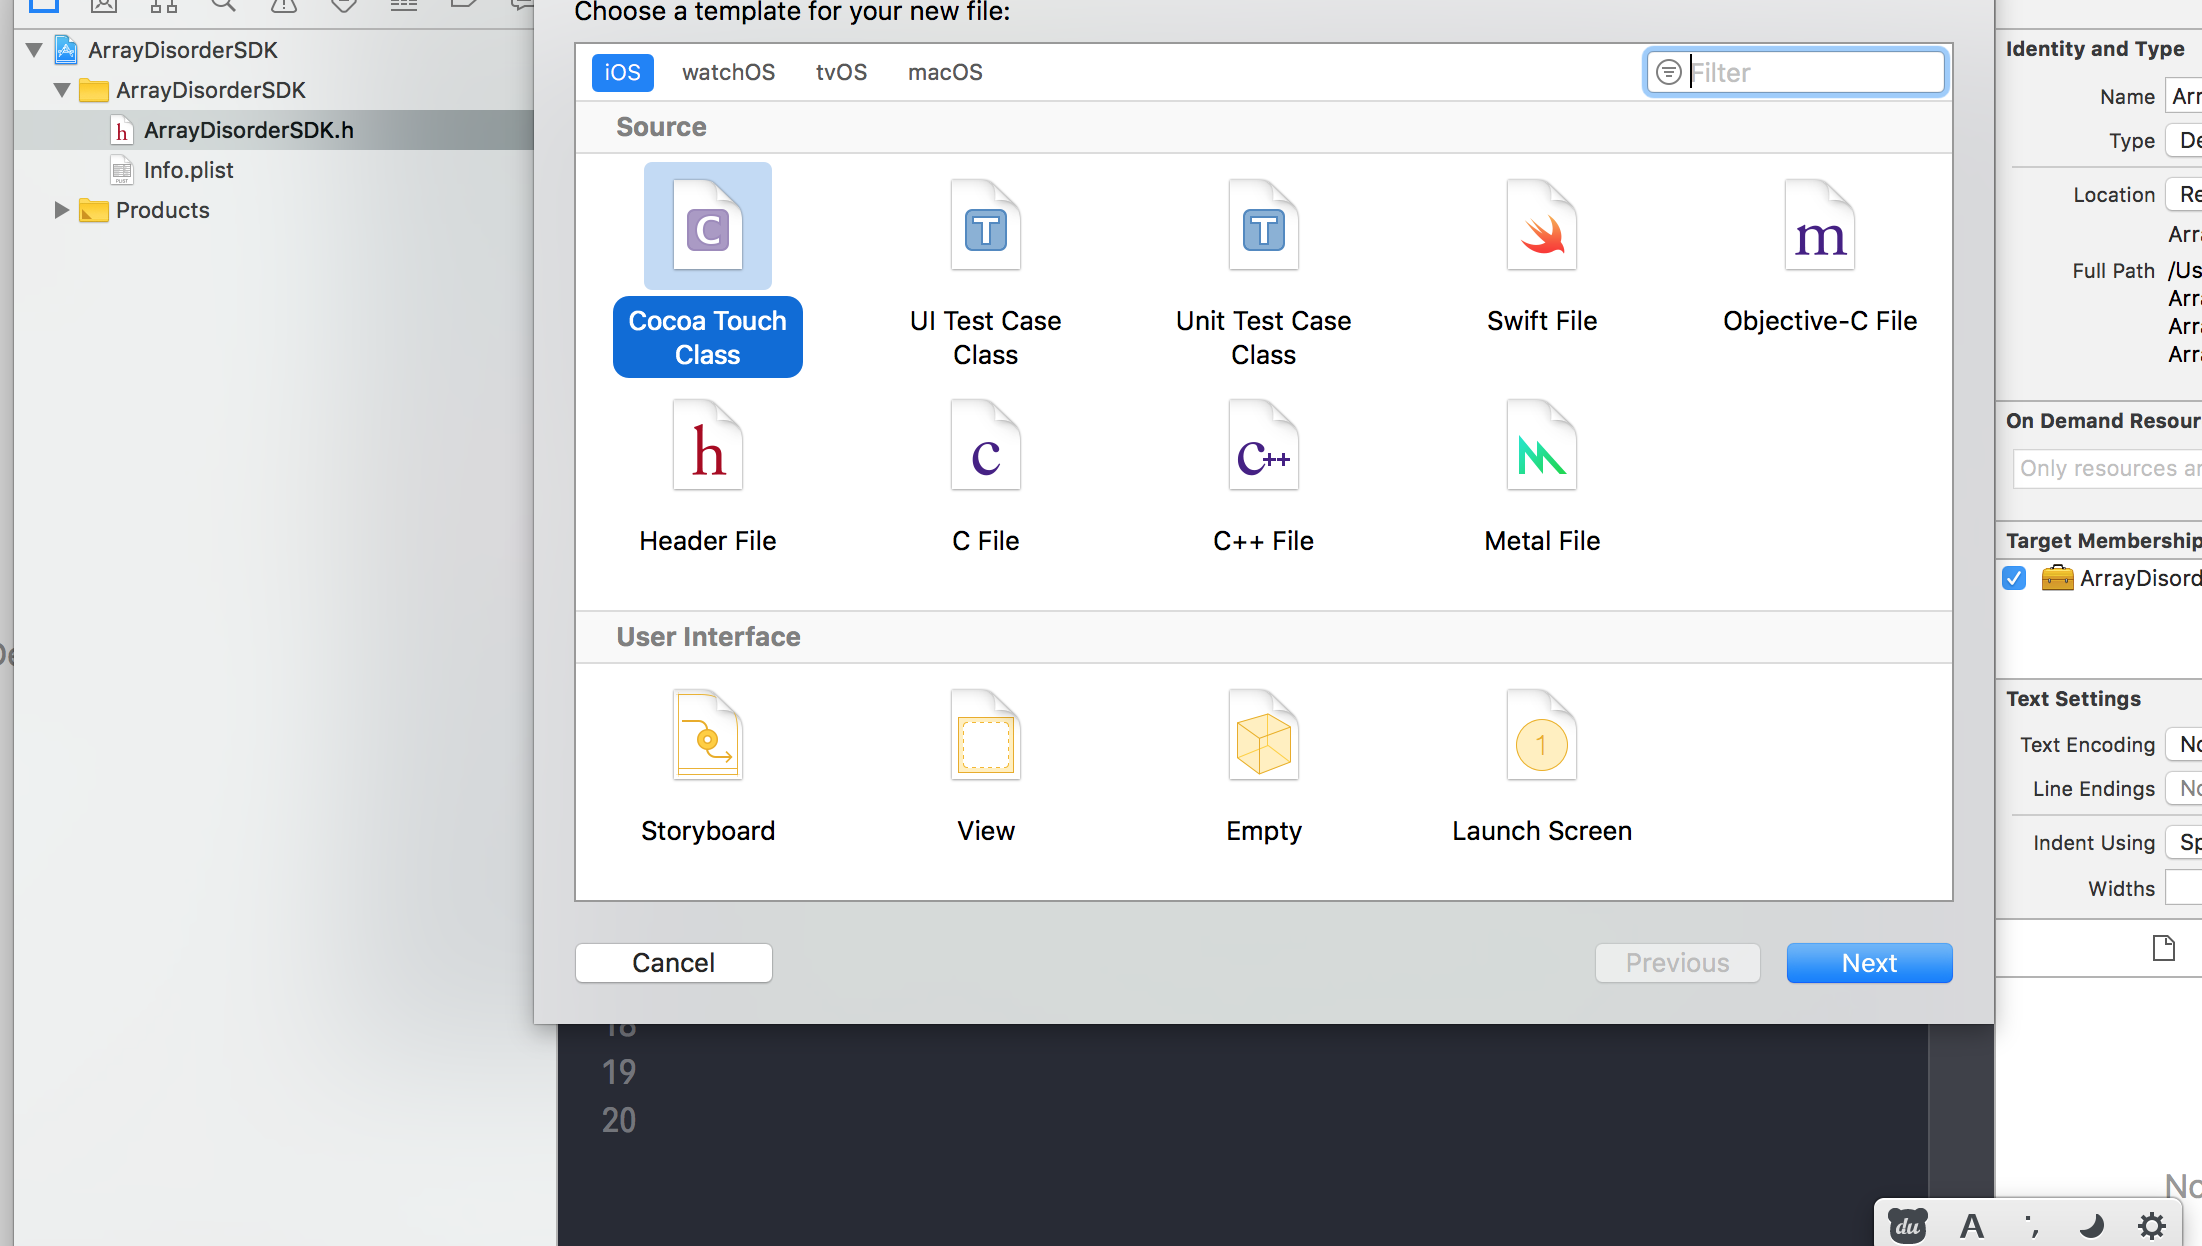 Choose a template for your new file:
ArrayDisorderSDK
ArrayDisorderSDK
h ArrayDisorderSDK.h
Info.plist
Products
iOS watchOS tvOS macOS Filter
Source
C T T m
Cocoa Touch Class
UI Test Case Class
Unit Test Case Class
Swift File
Objective-C File
h c c++
Header File
C File
C++ File
Metal File
User Interface
1
Storyboard
View
Empty
Launch Screen
Cancel Previous Next
18
19
20
Identity and Type
Name Arr
Type De
Location Re
Arr
Full Path /Us
Arr
Arr
Arr
On Demand Resour
Only resources ar
Target Membership
ArrayDisord
Text Settings
Text Encoding No
Line Endings No
Indent Using Sp
Widths
No
du A